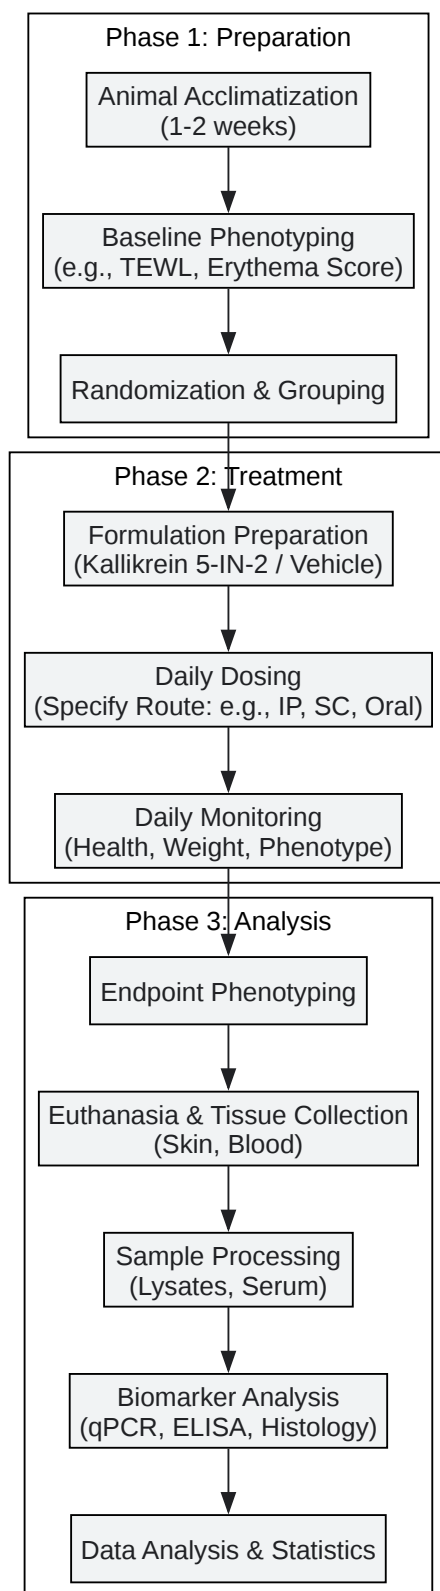 Phase 1: Preparation
Animal Acclimatization
(1-2 weeks)
Baseline Phenotyping
(e.g., TEWL, Erythema Score)
Randomization & Grouping
Phase 2: Treatment
Formulation Preparation
(Kallikrein 5-IN-2 / Vehicle)
Daily Dosing
(Specify Route: e.g., IP, SC, Oral)
Daily Monitoring
(Health, Weight, Phenotype)
Phase 3: Analysis
Endpoint Phenotyping
Euthanasia & Tissue Collection
(Skin, Blood)
Sample Processing
(Lysates, Serum)
Biomarker Analysis
(qPCR, ELISA, Histology)
Data Analysis & Statistics